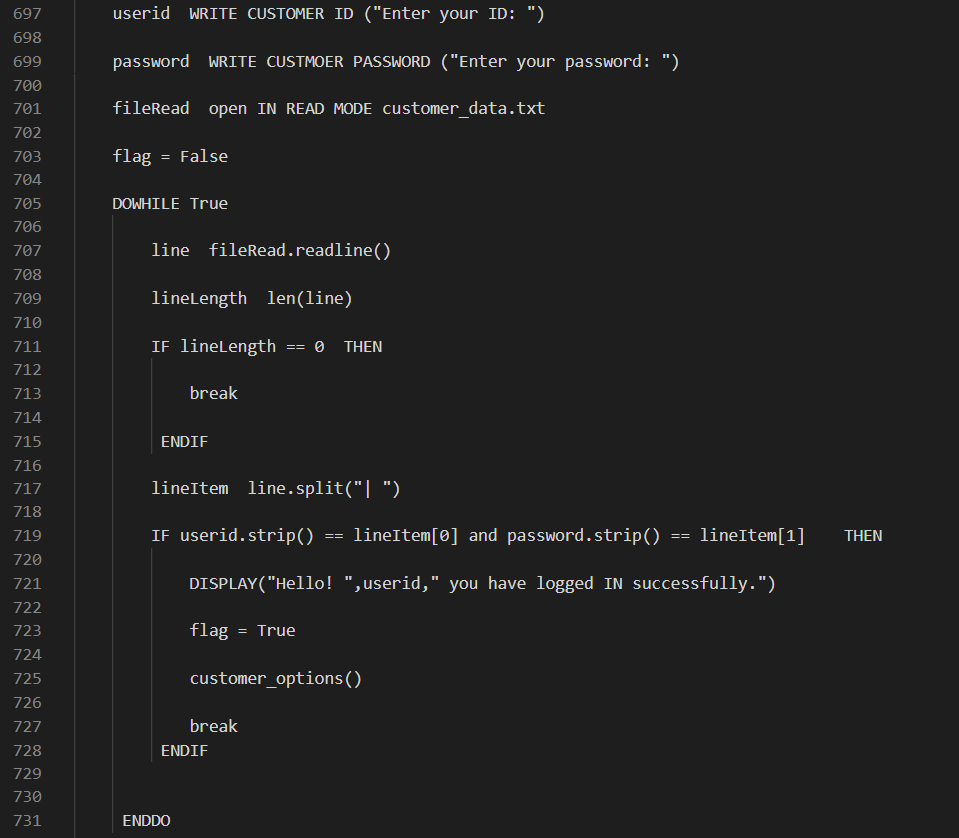 697 userid  WRITE CUSTOMER ID ("Enter your ID: ")
698
699 password  WRITE CUSTMOER PASSWORD ("Enter your password: ")
700
701 fileRead  open IN READ MODE customer_data.txt
702
703 flag = False
704
705 DOWHILE True
706
707 line  fileRead.readline()
708
709 lineLength  len(line)
710
711 IF lineLength == 0  THEN
712
713 break
714
715 ENDIF
716
717 lineItem  line.split("| ")
718
719 IF userid.strip() == lineItem[0] and password.strip() == lineItem[1]    THEN
720
721 DISPLAY("Hello! ",userid," you have logged IN successfully.")
722
723 flag = True
724
725 customer_options()
726
727 break
728 ENDIF
729
730
731 ENDDO